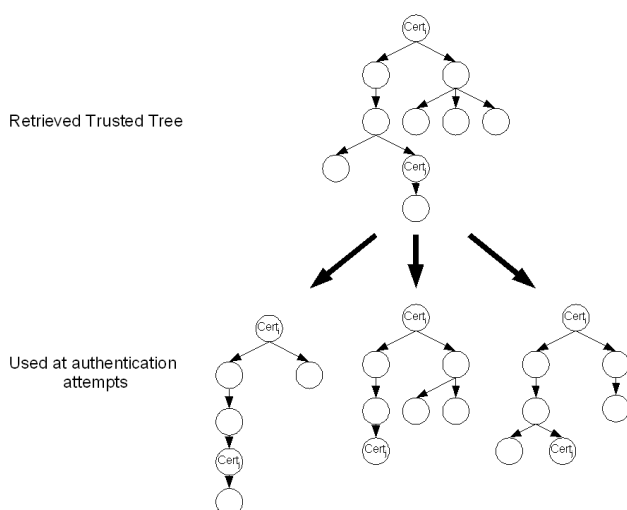 Certi
Retrieved Trusted Tree
Certj
Certi
Certi
Certi
Used at authentication
attempts
Certj
Certj
Certj